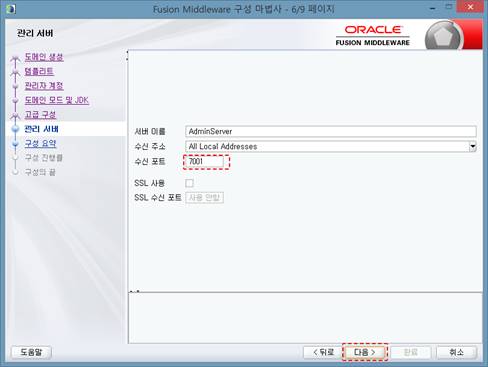 Fusion Middleware 구성 마법사 - 6/9 페이지
관리 서버
ORACLE
FUSION MIDDLEWARE
도메인 생성
템플리트
관리자 계정
도메인 모드 및 JDK
고급 구성
관리 서버
구성 요약
구성 진행률
구성의 끝
서버 이름 AdminServer
수신 주소 All Local Addresses
수신 포트 7001
SSL 사용
SSL 수신 포트 사용 안함
도움말 < 뒤로 다음 > 완료 취소